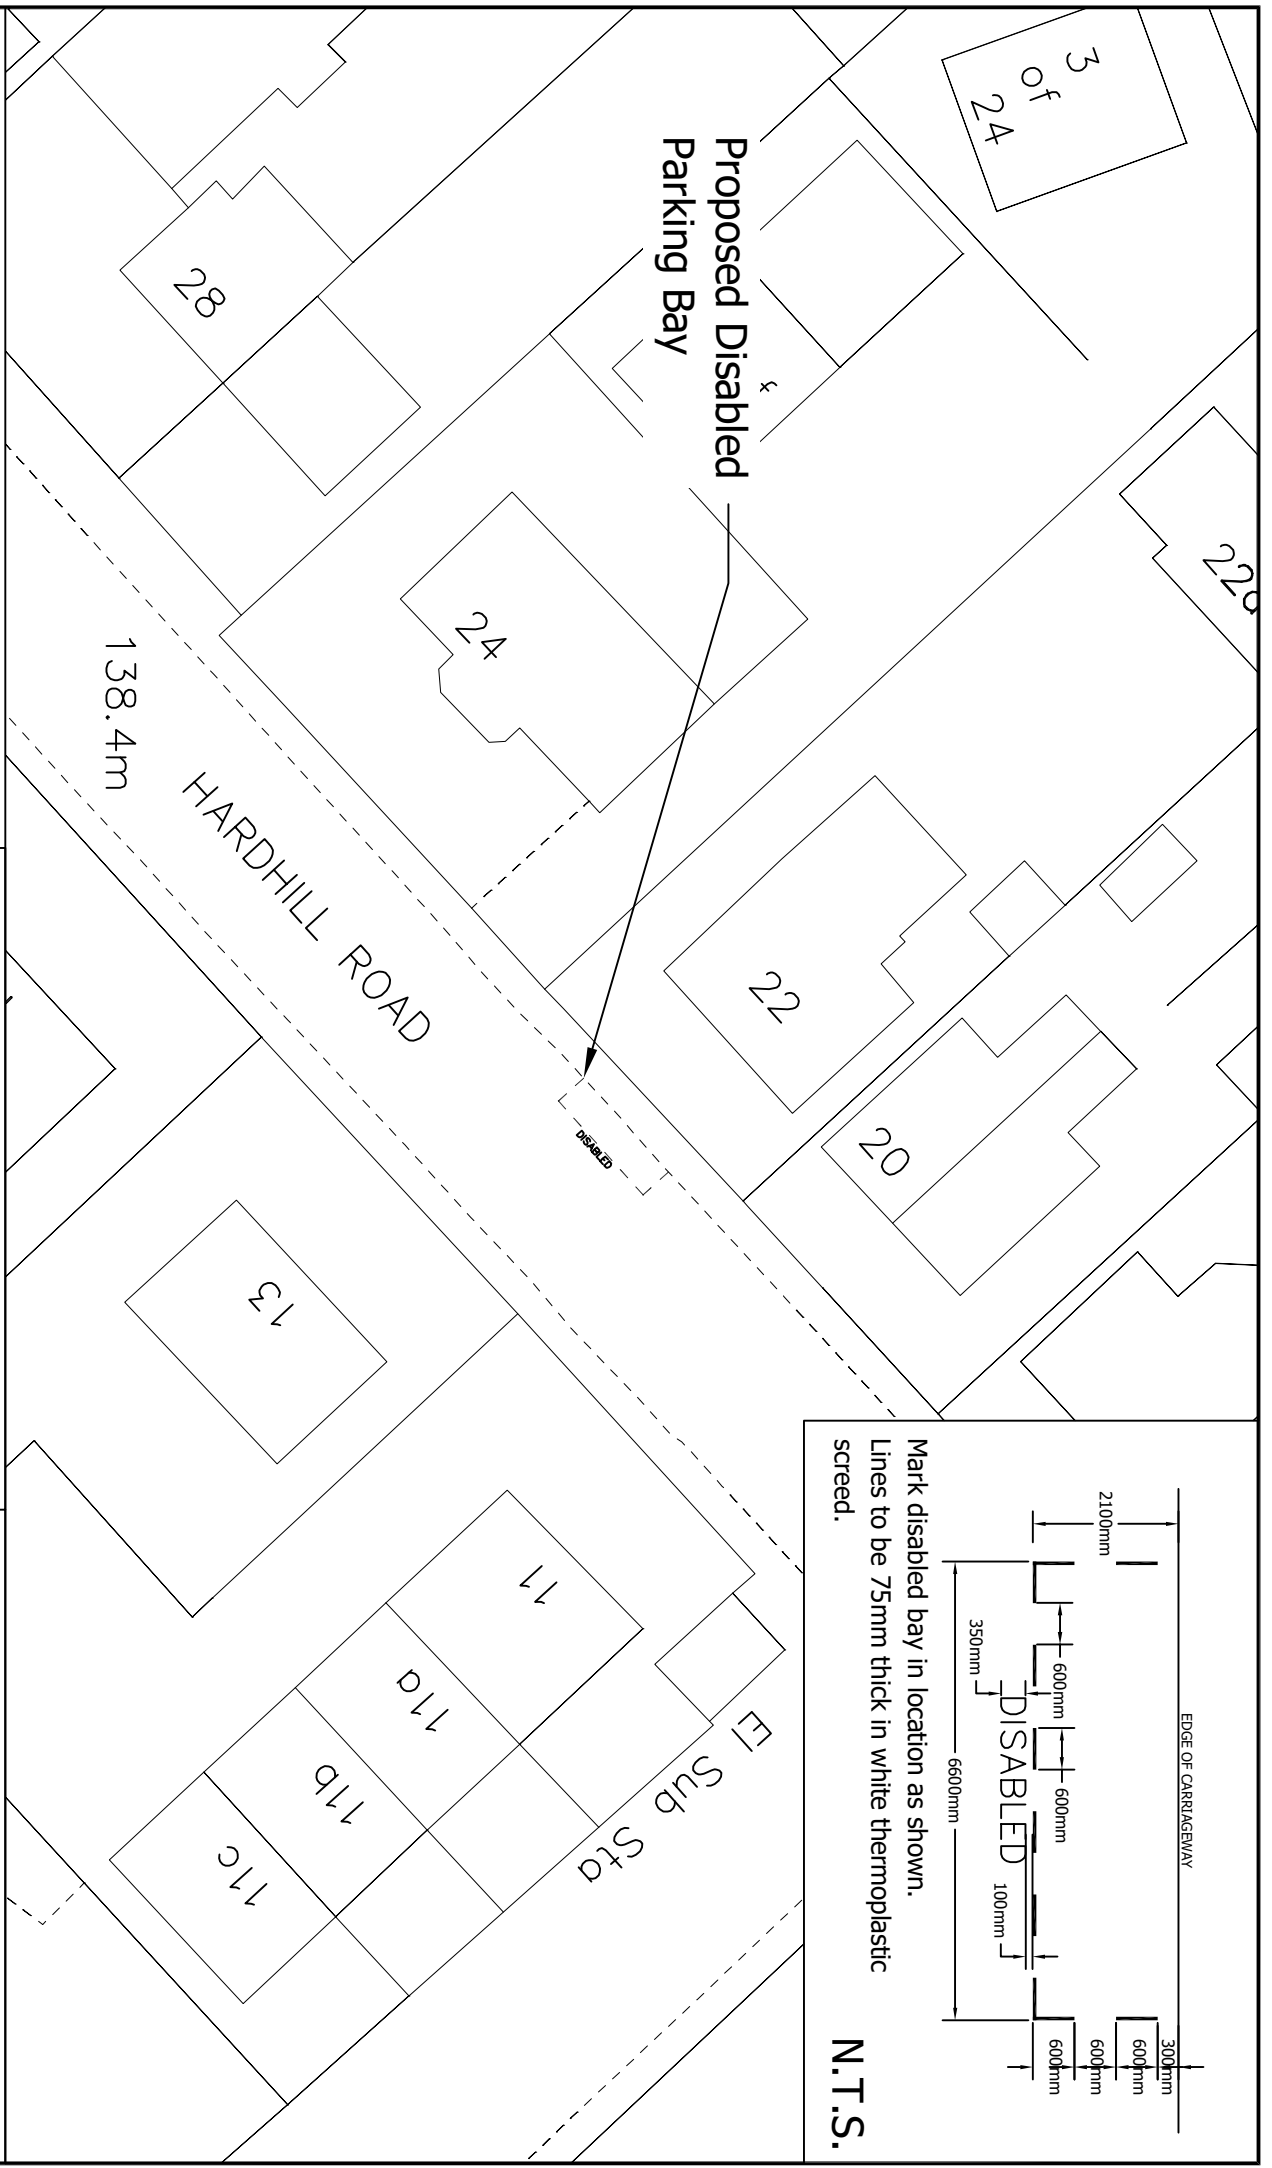 3
of
24
22a
Proposed Disabled
Parking Bay
28
24
22
20
138.4m
HARDHILL ROAD
DISABLED
13
11
11a
11b
11c
El Sub Sta
EDGE OF CARRIAGEWAY
2100mm
600mm
600mm
350mm
DISABLED
100mm
6600mm
300mm
600mm
600mm
600mm
Mark disabled bay in location as shown.
Lines to be 75mm thick in white thermoplastic
screed.
N.T.S.